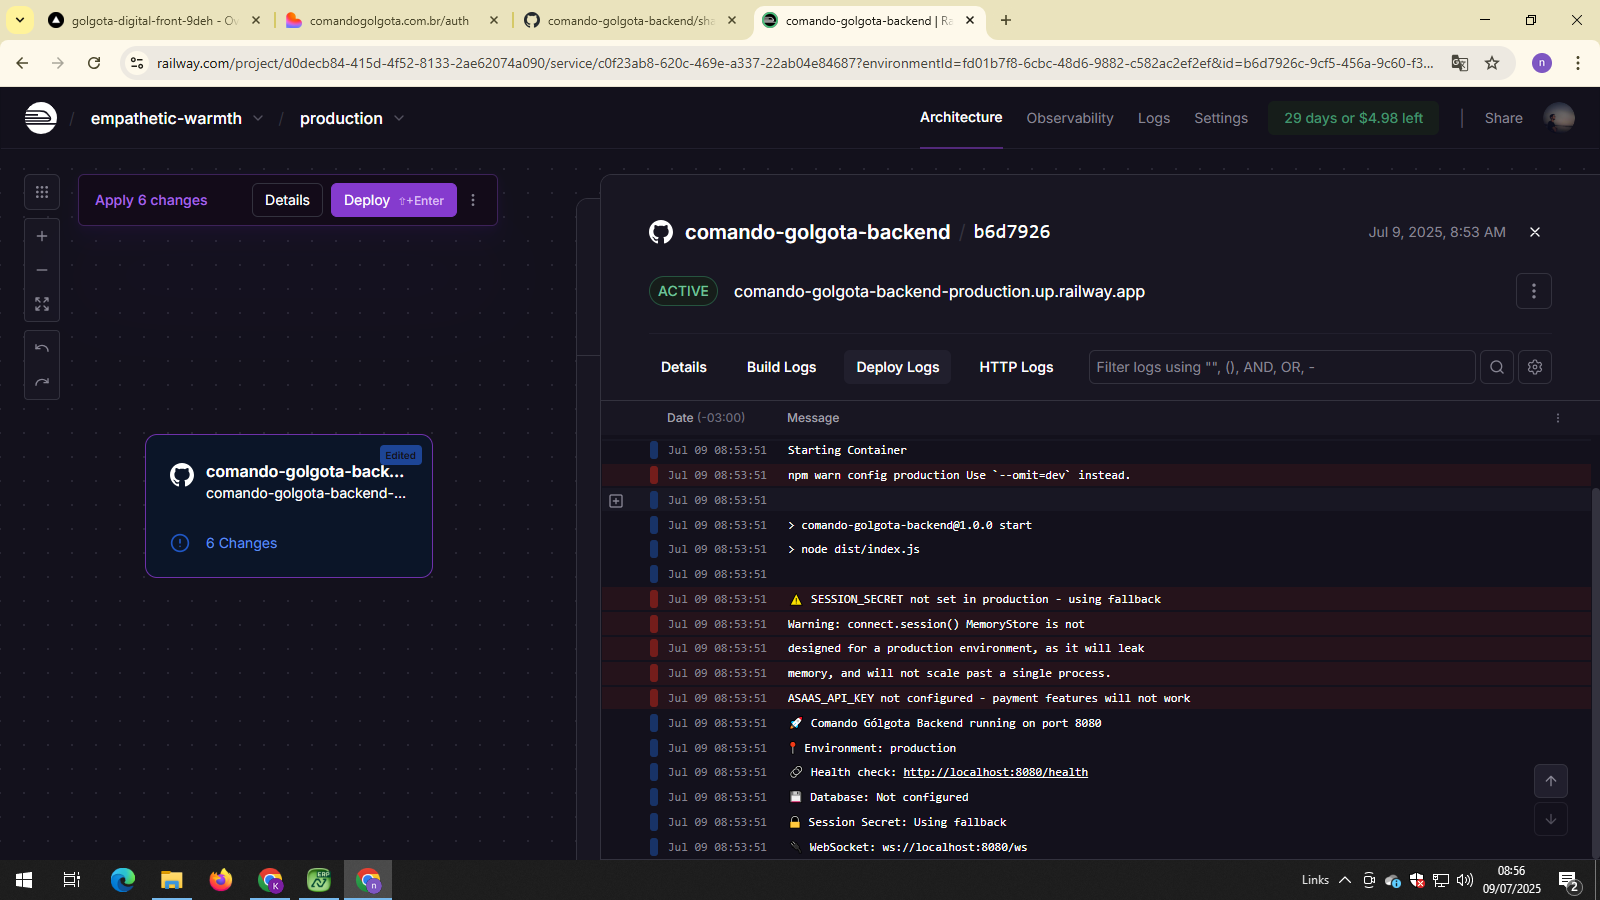 golgota-digital-front-9deh - Ov
comandogolgota.com.br/auth
comando-golgota-backend/sha
comando-golgota-backend | Ra
railway.com/project/d0decb84-415d-4f52-8133-2ae62074a090/service/c0f23ab8-620c-469e-a337-22ab04e84687?environmentId=fd01b7f8-6cbc-48d6-9882-c582ac2ef2ef&id=b6d7926c-9cf5-456a-9c60-f3...
n
/ empathetic-warmth / production
Architecture
Observability
Logs
Settings
29 days or $4.98 left
Share
Apply 6 changes
Details
Deploy ⇧+Enter
Edited
comando-golgota-back...
comando-golgota-backend-...
6 Changes
comando-golgota-backend / b6d7926
Jul 9, 2025, 8:53 AM
ACTIVE
comando-golgota-backend-production.up.railway.app
Details
Build Logs
Deploy Logs
HTTP Logs
Filter logs using "", (), AND, OR, -
Date (-03:00) Message
Jul 09 08:53:51 Starting Container
Jul 09 08:53:51 npm warn config production Use `--omit=dev` instead.
Jul 09 08:53:51
Jul 09 08:53:51 > comando-golgota-backend@1.0.0 start
Jul 09 08:53:51 > node dist/index.js
Jul 09 08:53:51
Jul 09 08:53:51 ⚠️ SESSION_SECRET not set in production - using fallback
Jul 09 08:53:51 Warning: connect.session() MemoryStore is not
Jul 09 08:53:51 designed for a production environment, as it will leak
Jul 09 08:53:51 memory, and will not scale past a single process.
Jul 09 08:53:51 ASAAS_API_KEY not configured - payment features will not work
Jul 09 08:53:51 🚀 Comando Gólgota Backend running on port 8080
Jul 09 08:53:51 📍 Environment: production
Jul 09 08:53:51 🔗 Health check: http://localhost:8080/health
Jul 09 08:53:51 💾 Database: Not configured
Jul 09 08:53:51 🔒 Session Secret: Using fallback
Jul 09 08:53:51 🔌 WebSocket: ws://localhost:8080/ws
K
ERP
n
Links
08:56
09/07/2025
2